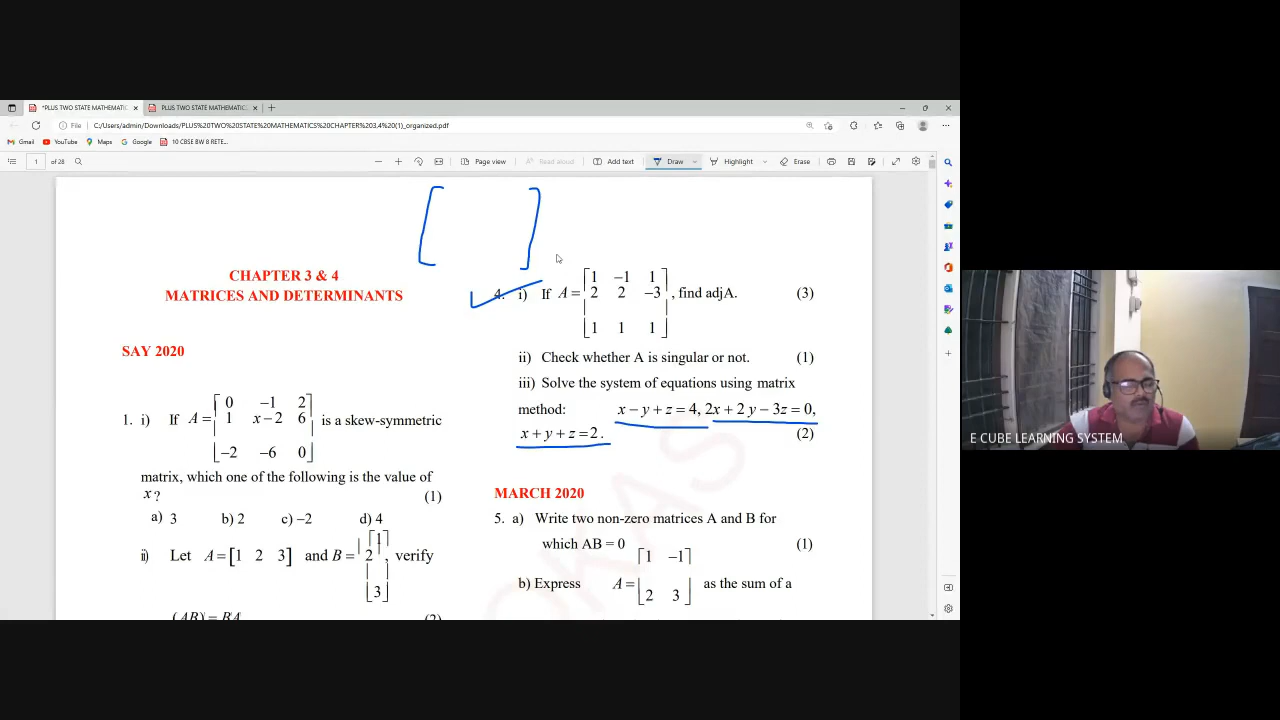 *PLUS TWO STATE MATHEMATIC
PLUS TWO STATE MATHEMATIC
File
C:/Users/admin/Downloads/PLUS%20TWO%20STATE%20MATHEMATICS%20CHAPTER%203,4%20(1)_organized.pdf
Gmail YouTube Maps Google 10 CBSE BW 8 RETE...
1 of 28
Page view
Read aloud
Add text
Draw
Highlight
Erase
CHAPTER 3 & 4
MATRICES AND DETERMINANTS
SAY 2020
1. i) If A = [0 −1 2
1 x − 2 6
−2 −6 0] is a skew-symmetric
matrix, which one of the following is the value of
x ? (1)
a) 3 b) 2 c) −2 d) 4
ii) Let A = [1 2 3] and B = [1
2
3], verify
(AB)' = B'A' (2)
4. i) If A = [1 −1 1
2 2 −3
1 1 1], find adjA. (3)
ii) Check whether A is singular or not. (1)
iii) Solve the system of equations using matrix
method: x − y + z = 4, 2x + 2y − 3z = 0,
x + y + z = 2. (2)
MARCH 2020
5. a) Write two non-zero matrices A and B for
which AB = 0 (1)
b) Express A = [1 −1
2 3] as the sum of a
E CUBE LEARNING SYSTEM